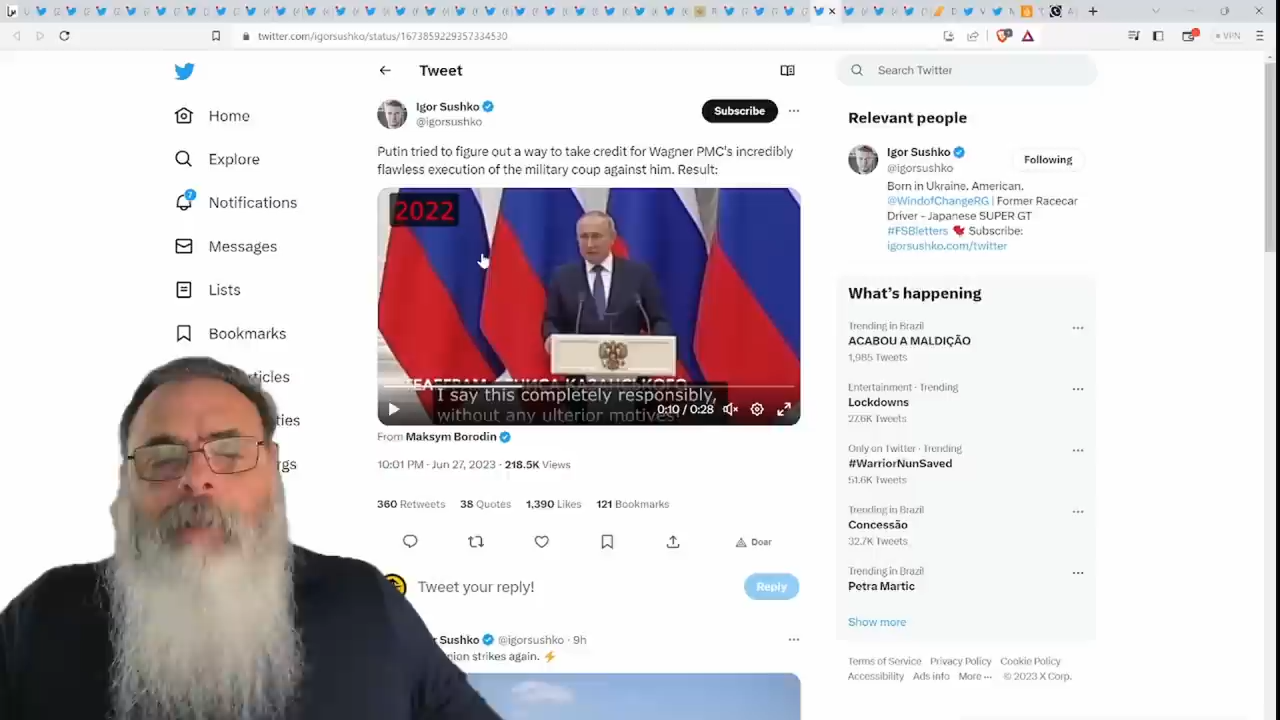 twitter.com/igorsushko/status/1673859229357334530
VPN
Home
Explore
7
Notifications
Messages
Lists
Bookmarks
Tweet
Igor Sushko
@igorsushko
Subscribe
Putin tried to figure out a way to take credit for Wagner PMC's incredibly
flawless execution of the military coup against him. Result:
2022
I say this completely responsibly,
without any ulterior motives
0:10 / 0:28
From Maksym Borodin
10:01 PM · Jun 27, 2023 · 218.5K Views
360 Retweets 38 Quotes 1,390 Likes 121 Bookmarks
Doar
Tweet your reply!
Reply
Sushko @igorsushko · 9h
strikes again.
Search Twitter
Relevant people
Igor Sushko
@igorsushko
Following
Born in Ukraine, American.
@WindofChangeRG | Former Racecar
Driver - Japanese SUPER GT
#FSBletters Subscribe:
igorsushko.com/twitter
What's happening
Trending in Brazil
ACABOU A MALDIÇÃO
1,985 Tweets
Entertainment · Trending
Lockdowns
27.6K Tweets
Only on Twitter · Trending
#WarriorNunSaved
51.6K Tweets
Trending in Brazil
Concessão
32.7K Tweets
Trending in Brazil
Petra Martic
Show more
Terms of Service Privacy Policy Cookie Policy
Accessibility Ads info More ··· © 2023 X Corp.